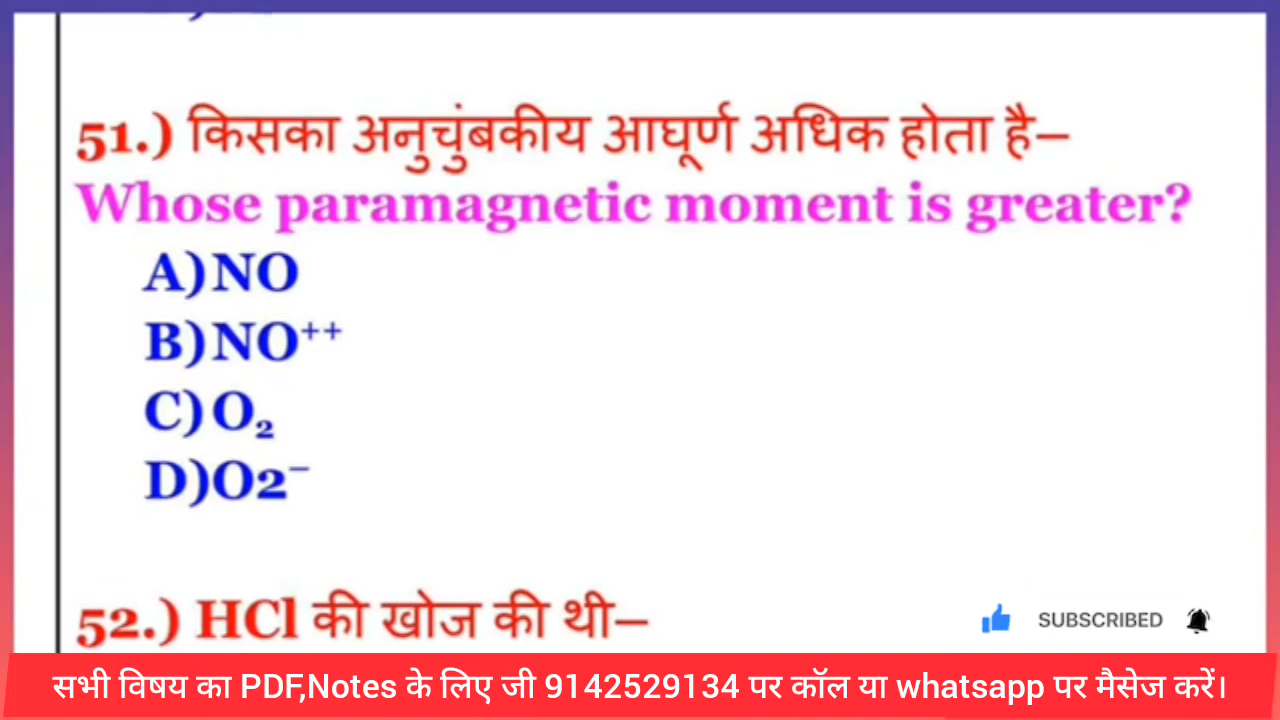 51.) किसका अनुचुंबकीय आघूर्ण अधिक होता है–
Whose paramagnetic moment is greater?
A) NO
B) NO⁺⁺
C) O₂
D) O2⁻
52.) HCl की खोज की थी–
SUBSCRIBED
सभी विषय का PDF,Notes के लिए जी 9142529134 पर कॉल या whatsapp पर मैसेज करें।